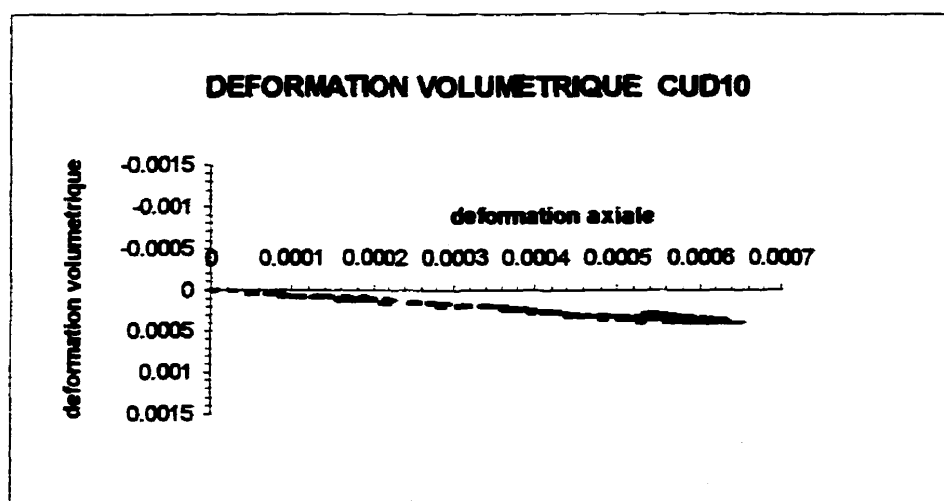 DEFORMATION VOLUMETRIQUE CUD10
deformation volumetrique
-0.0015
-0.001
-0.0005
0
0.0005
0.001
0.0015
deformation axiale
0 0.0001 0.0002 0.0003 0.0004 0.0005 0.0006 0.0007